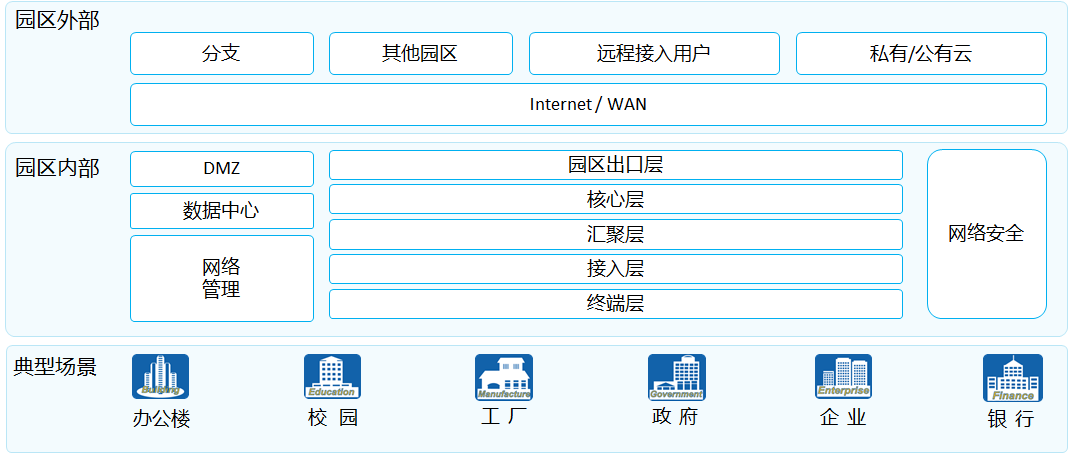 园区外部
分支
其他园区
远程接入用户
私有/公有云
Internet / WAN
园区内部
DMZ
数据中心
网络
管理
园区出口层
核心层
汇聚层
接入层
终端层
网络安全
典型场景
Building
Education
Manufacture
Government
Enterprise
Finance
办公楼
校 园
工 厂
政 府
企 业
银 行